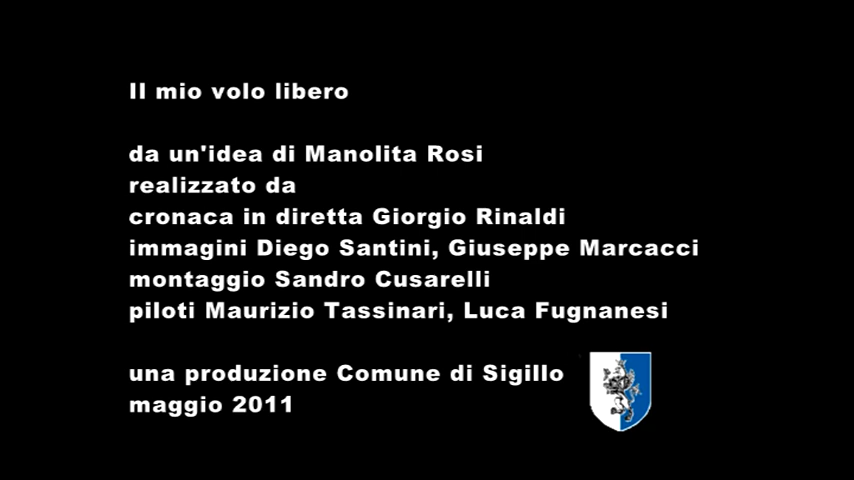 Il mio volo libero
da un'idea di Manolita Rosi
realizzato da
cronaca in diretta Giorgio Rinaldi
immagini Diego Santini, Giuseppe Marcacci
montaggio Sandro Cusarelli
piloti Maurizio Tassinari, Luca Fugnanesi
una produzione Comune di Sigillo
maggio 2011